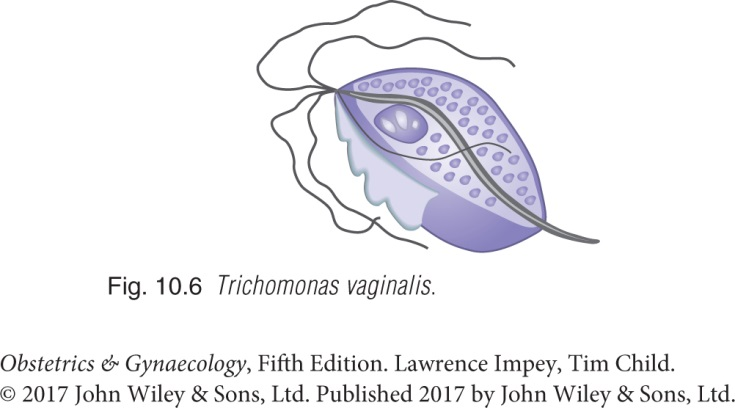 Fig. 10.6 Trichomonas vaginalis.
Obstetrics & Gynaecology, Fifth Edition. Lawrence Impey, Tim Child.
© 2017 John Wiley & Sons, Ltd. Published 2017 by John Wiley & Sons, Ltd.